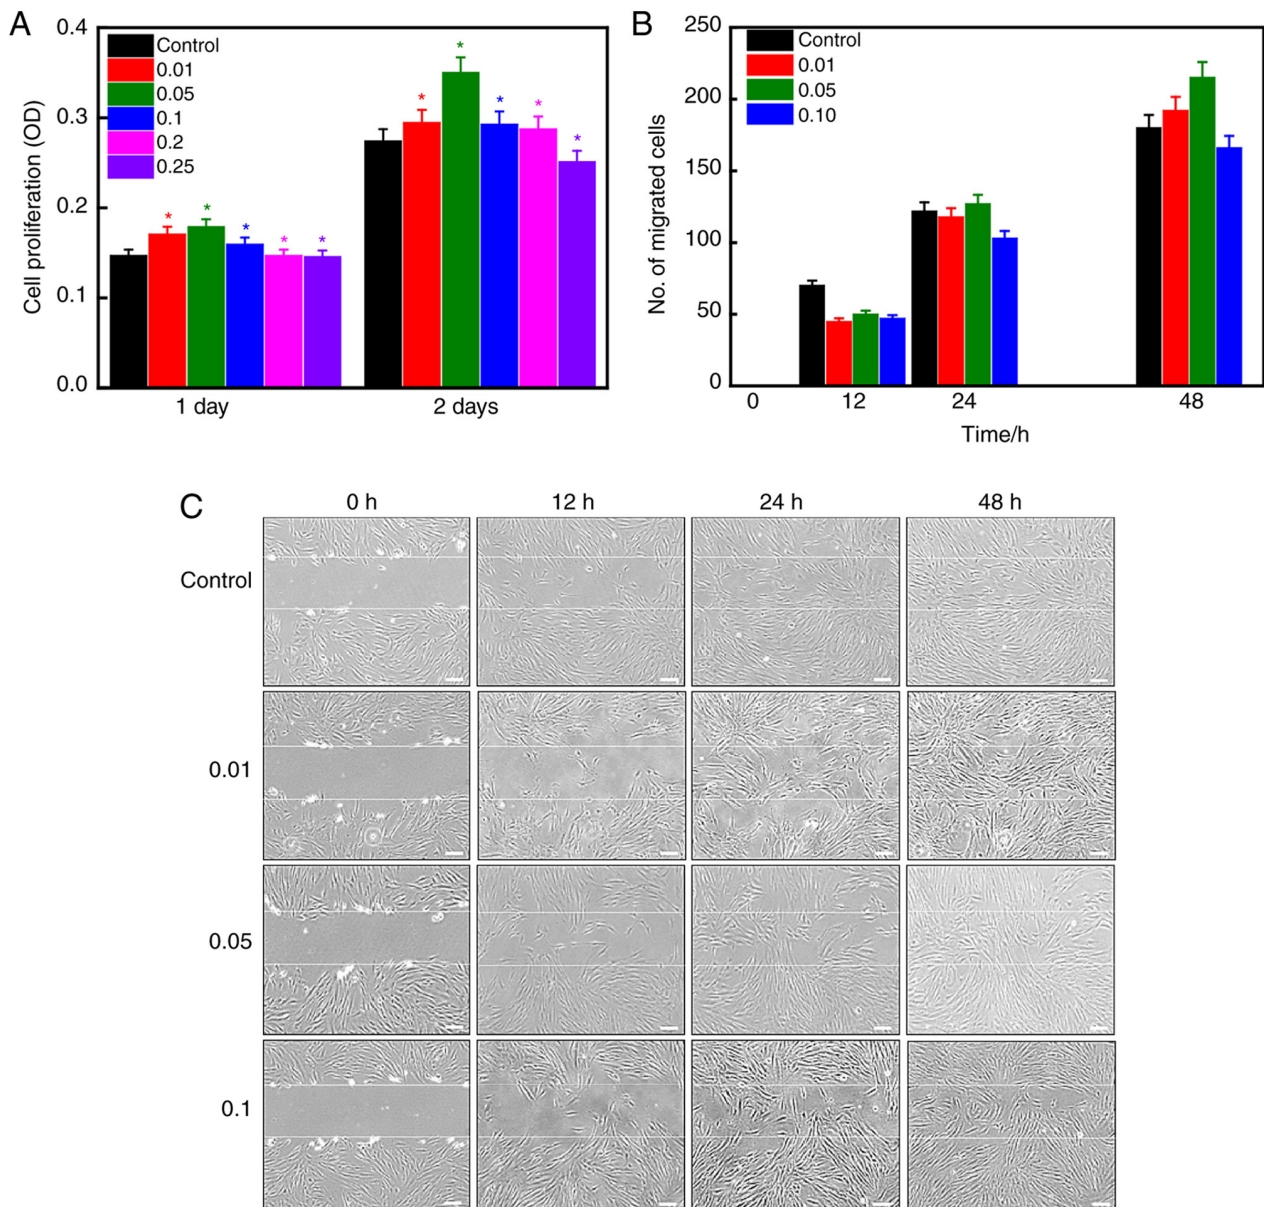 A
Cell proliferation (OD)
0.4
0.3
0.2
0.1
0.0
Control
0.01
0.05
0.1
0.2
0.25
* * * * *
* * * * *
1 day
2 days
B
No. of migrated cells
250
200
150
100
50
0
Control
0.01
0.05
0.10
0
12
24
48
Time/h
C
0 h
12 h
24 h
48 h
Control
0.01
0.05
0.1